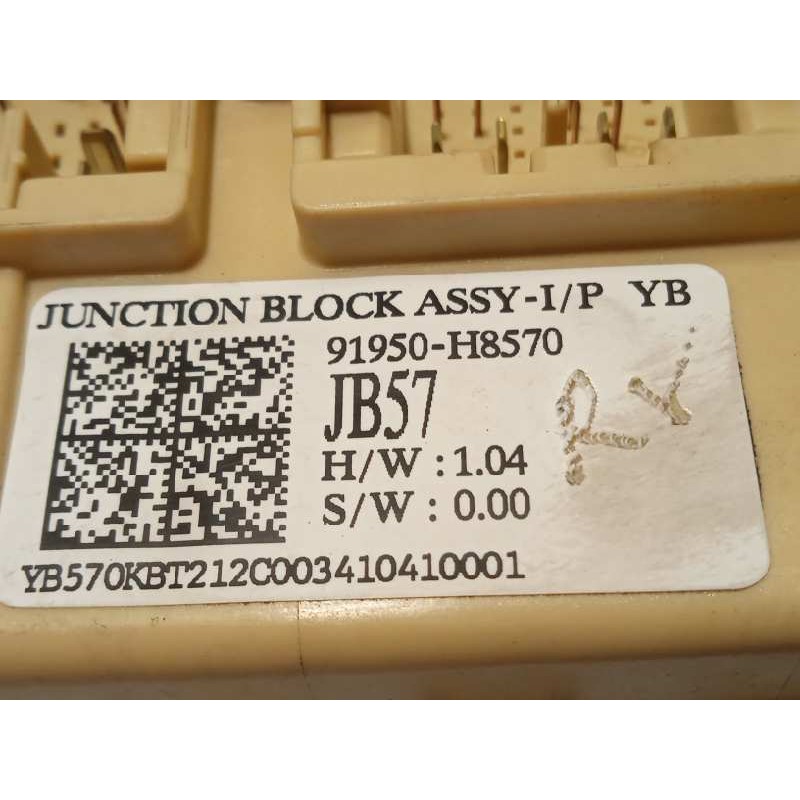 JUNCTION BLOCK ASSY-I/P YB
91950-H8570
JB57
H/W : 1.04
S/W : 0.00
YB570KBT212C003410410001